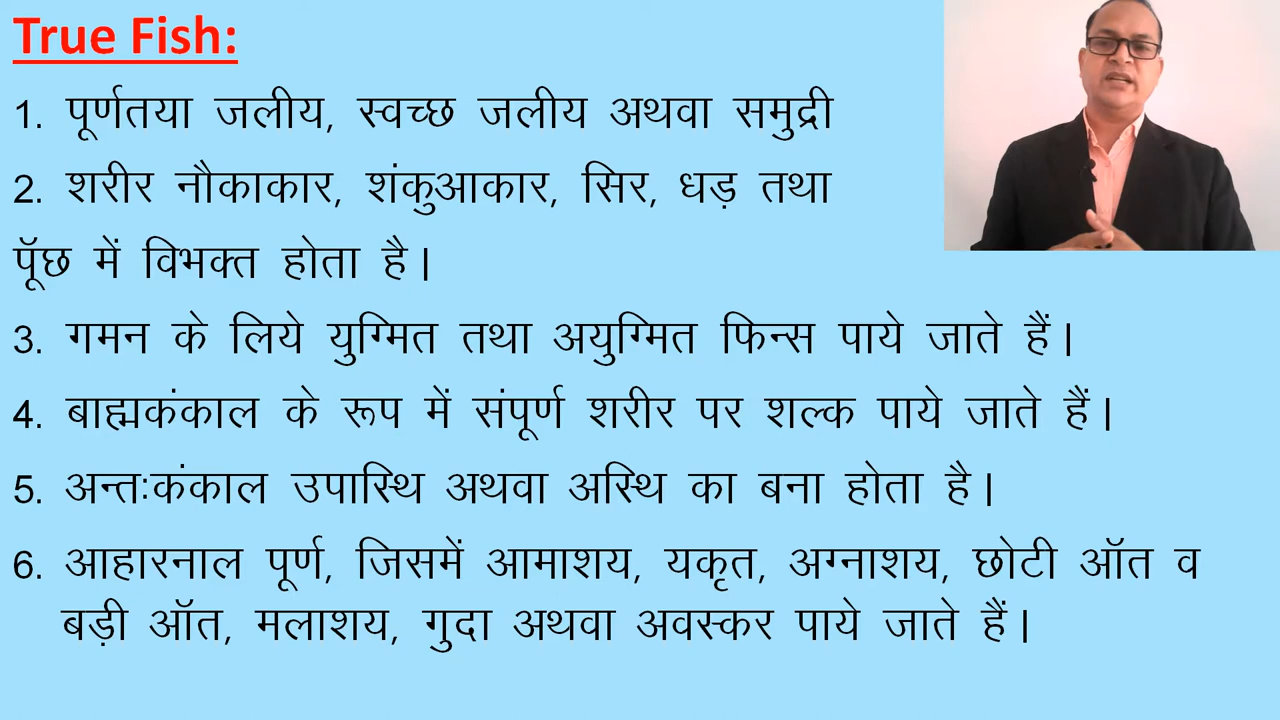 True Fish:
1. पूर्णतया जलीय, स्वच्छ जलीय अथवा समुद्री
2. शरीर नौकाकार, शंकुआकार, सिर, धड़ तथा
पॅूछ में विभक्त होता है।
3. गमन के लिये युग्मित तथा अयुग्मित फिन्स पाये जाते हैं।
4. बाह्मकंकाल के रूप में संपूर्ण शरीर पर शल्क पाये जाते हैं।
5. अन्तःकंकाल उपास्थि अथवा अस्थि का बना होता है।
6. आहारनाल पूर्ण, जिसमें आमाशय, यकृत, अग्नाशय, छोटी ऑत व
बड़ी ऑत, मलाशय, गुदा अथवा अवस्कर पाये जाते हैं।